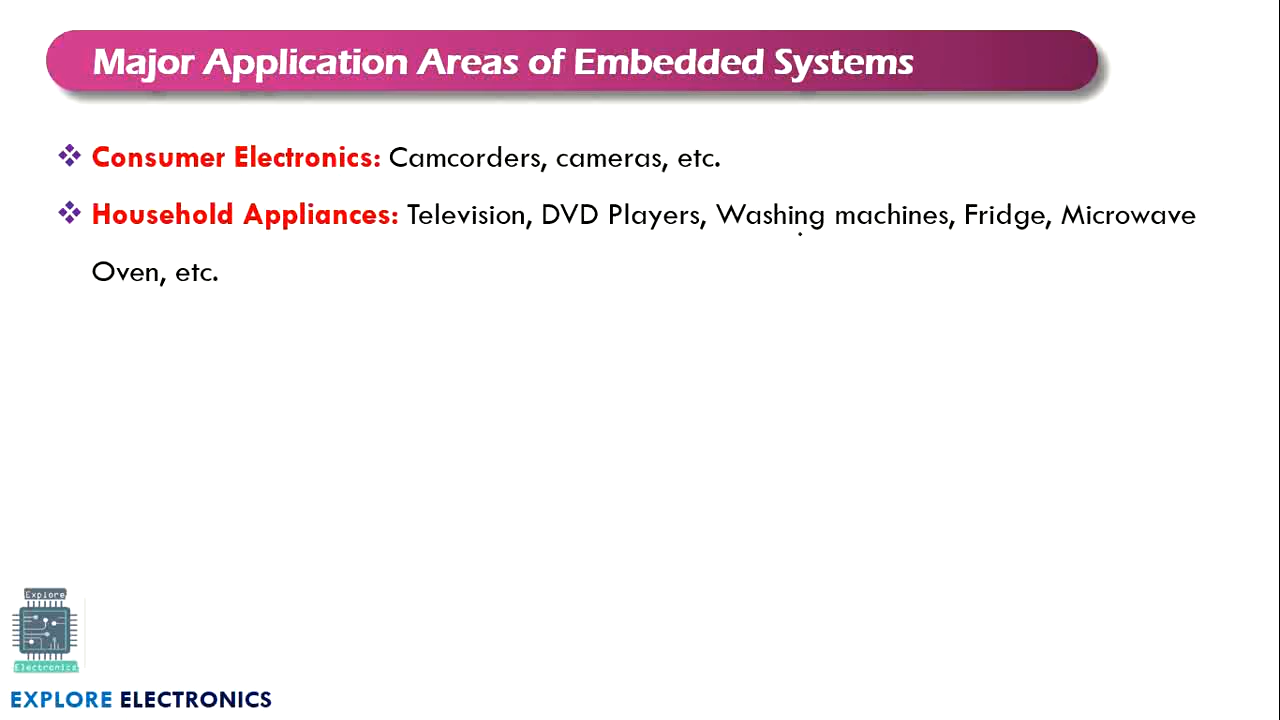 Major Application Areas of Embedded Systems
Consumer Electronics: Camcorders, cameras, etc.
Household Appliances: Television, DVD Players, Washing machines, Fridge, Microwave
Oven, etc.
Explore
Electronics
EXPLORE ELECTRONICS